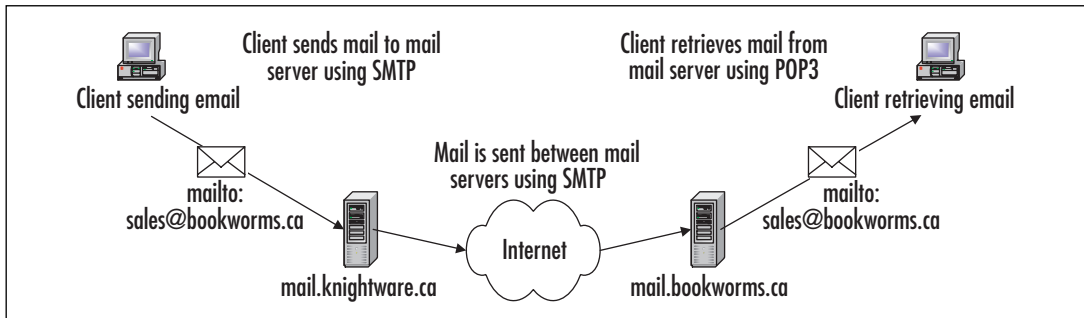 Client sends mail to mail
server using SMTP
Client retrieves mail from
mail server using POP3
Client sending email
Client retrieving email
Mail is sent between mail
servers using SMTP
mailto:
sales@bookworms.ca
mailto:
sales@bookworms.ca
Internet
mail.knightware.ca
mail.bookworms.ca